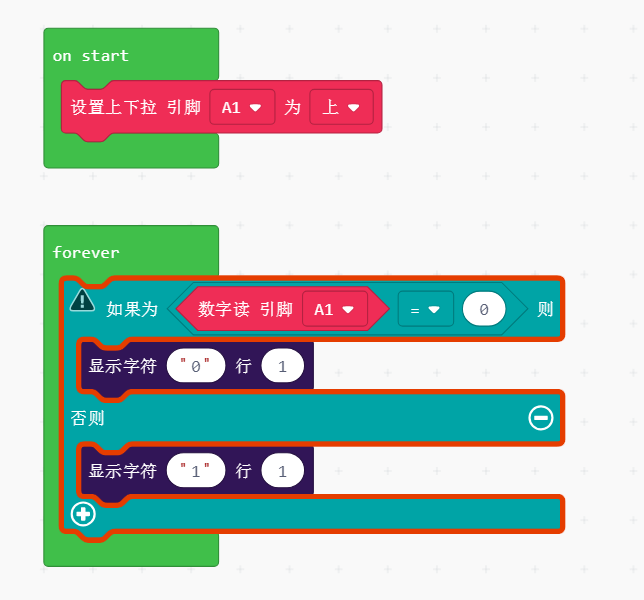 on start
设置上下拉 引脚 A1 为 上
forever
如果为 数字读 引脚 A1 = 0 则
显示字符 "0" 行 1
否则
显示字符 "1" 行 1